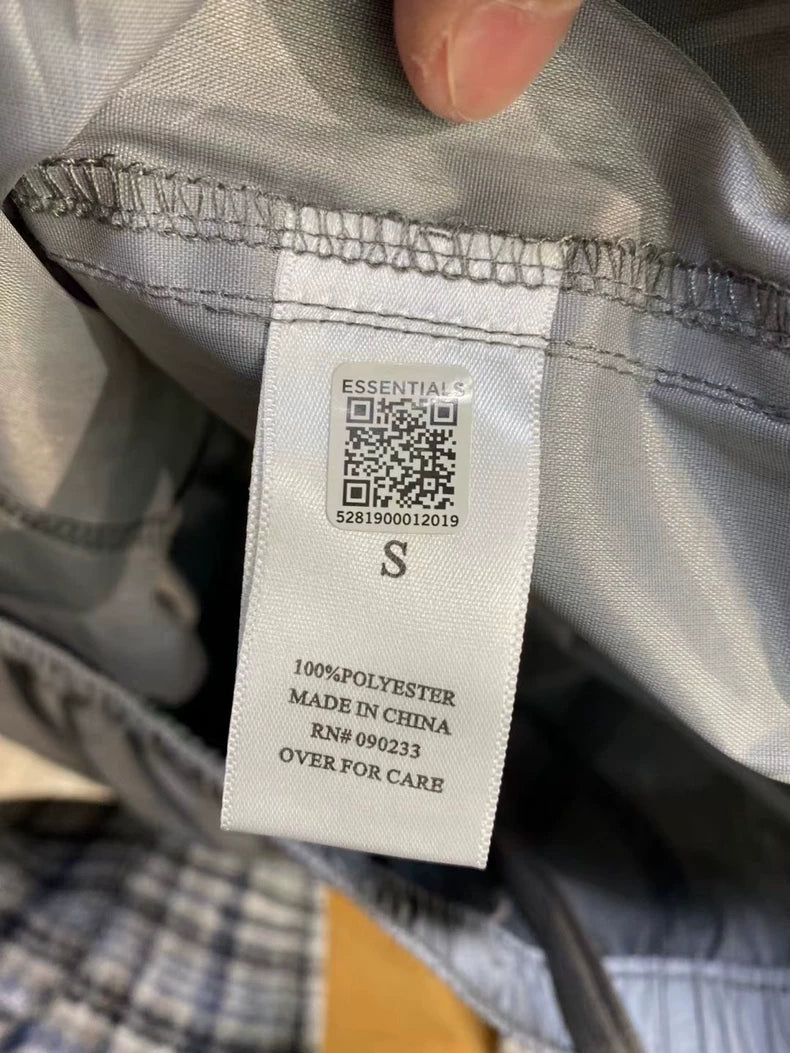 ESSENTIALS
5281900012019
S
100%POLYESTER
MADE IN CHINA
RN# 090233
OVER FOR CARE